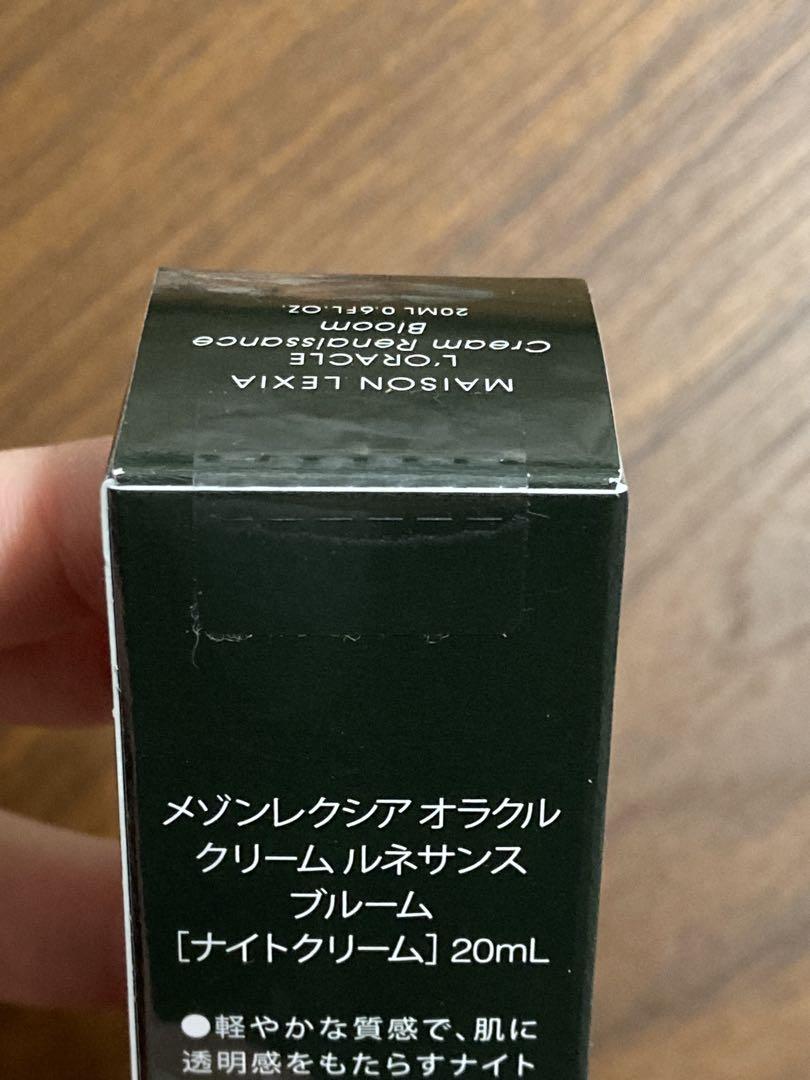 MAISON LEXIA
L'ORACLE
Cream Renaissance
Bloom
20ML 0.6FL.OZ.
メゾンレクシア オラクル
クリーム ルネサンス
ブルーム
［ナイトクリーム］20mL
●軽やかな質感で、肌に
透明感をもたらすナイト